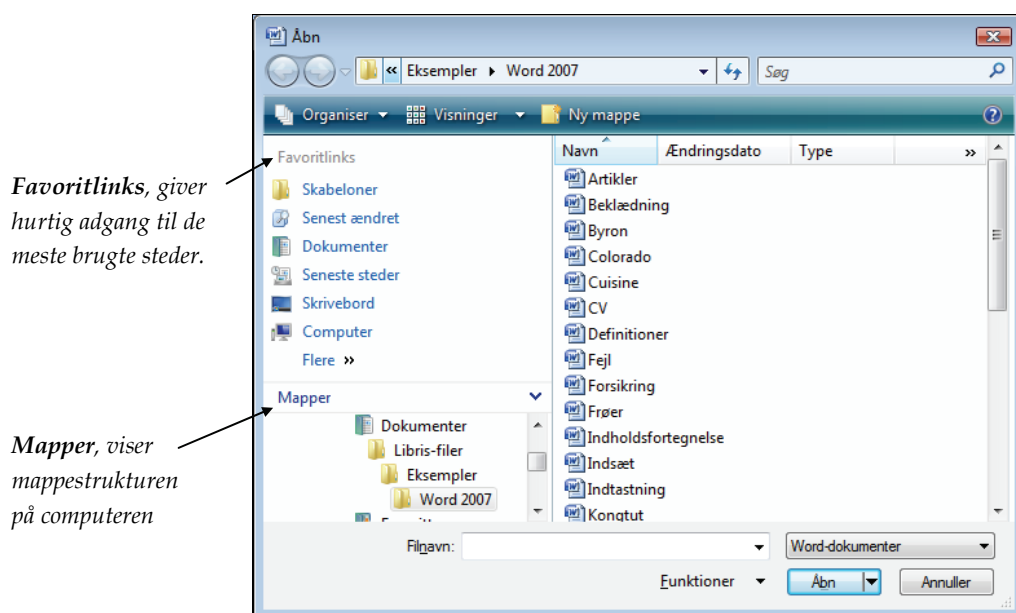 Åbn
« Eksempler Word 2007 Søg
Organiser Visninger Ny mappe
Favoritlinks, giver
hurtig adgang til de
meste brugte steder.
Favoritlinks
Skabeloner
Senest ændret
Dokumenter
Seneste steder
Skrivebord
Computer
Flere »
Mapper, viser
mappestrukturen
på computeren
Mapper
Dokumenter
Libris-filer
Eksempler
Word 2007
Navn Ændringsdato Type »
Artikler
Beklædning
Byron
Colorado
Cuisine
CV
Definitioner
Fejl
Forsikring
Frøer
Indholdsfortegnelse
Indsæt
Indtastning
Kongtut
Filnavn: Word-dokumenter
Funktioner Åbn Annuller